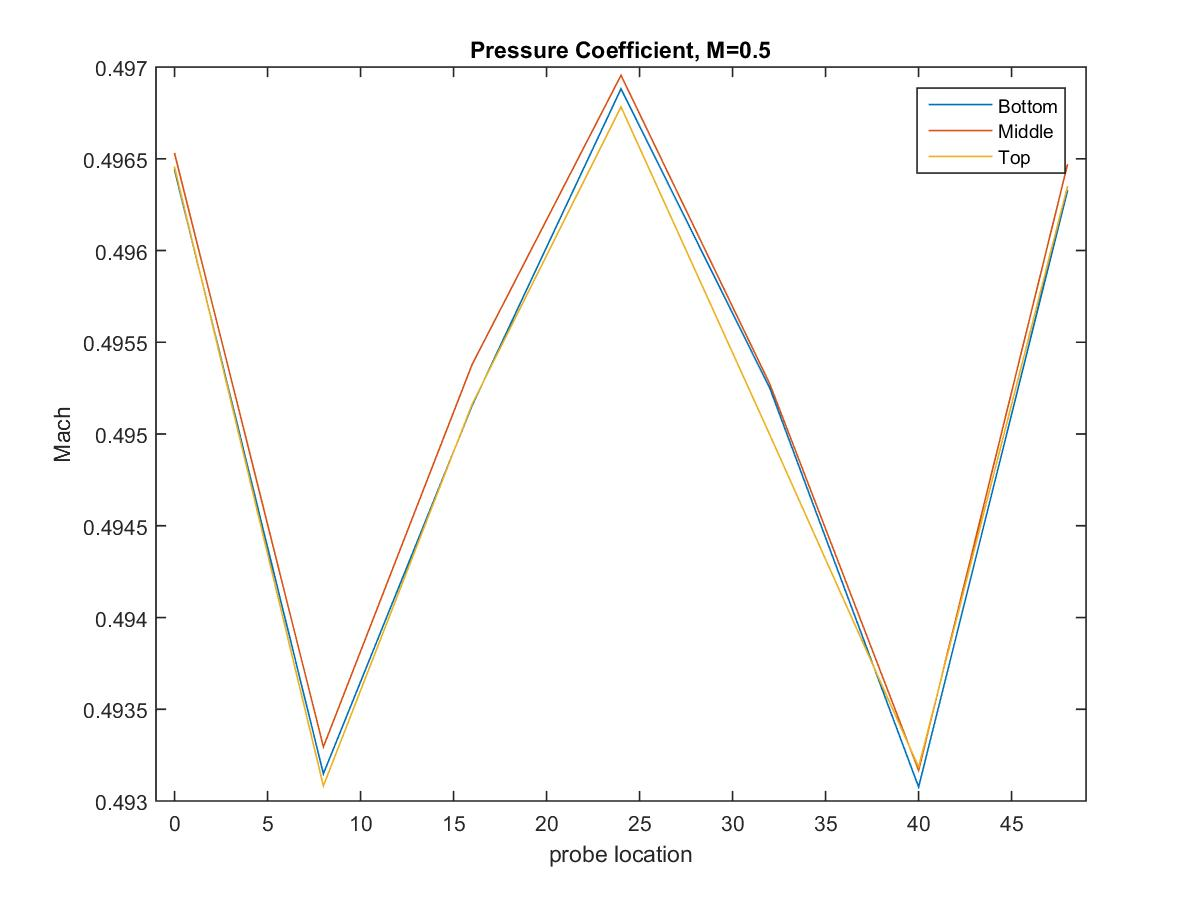 Pressure Coefficient, M=0.5
0.497
0.4965
0.496
0.4955
0.495
0.4945
0.494
0.4935
0.493
Mach
Bottom
Middle
Top
0 5 10 15 20 25 30 35 40 45
probe location